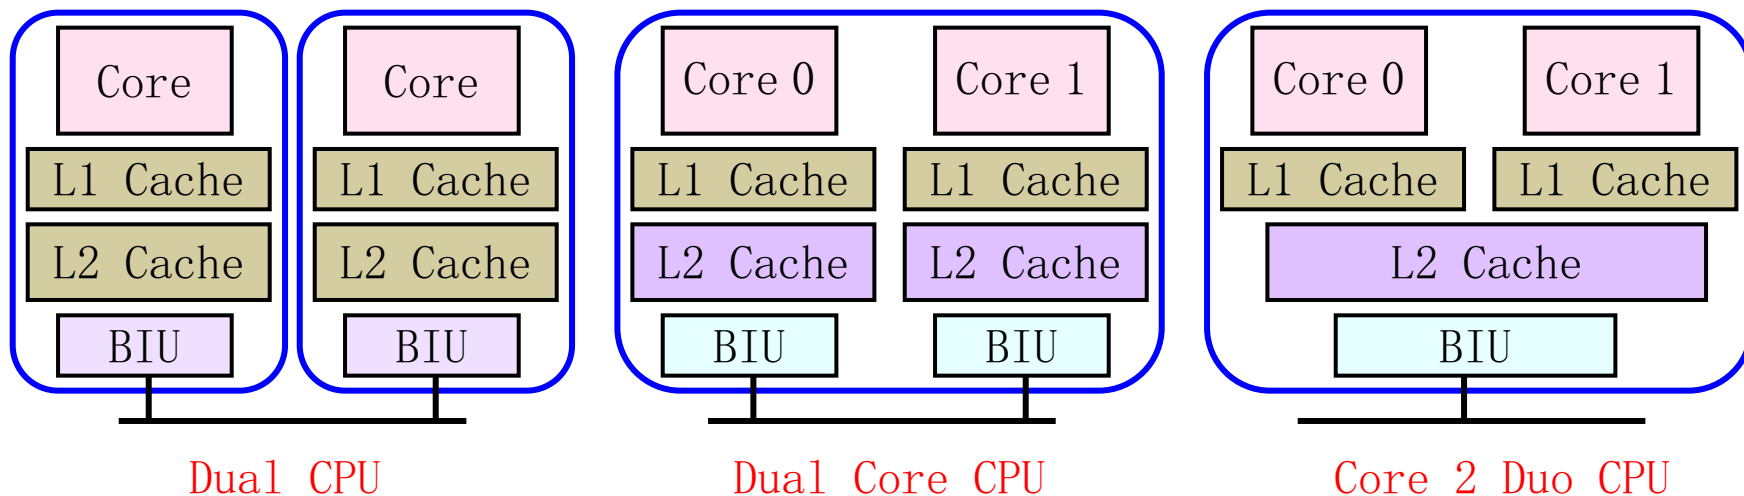 Core Core Core 0 Core 1 Core 0 Core 1
L1 Cache L1 Cache L1 Cache L1 Cache L1 Cache L1 Cache
L2 Cache L2 Cache L2 Cache L2 Cache L2 Cache
BIU BIU BIU BIU BIU
Dual CPU Dual Core CPU Core 2 Duo CPU